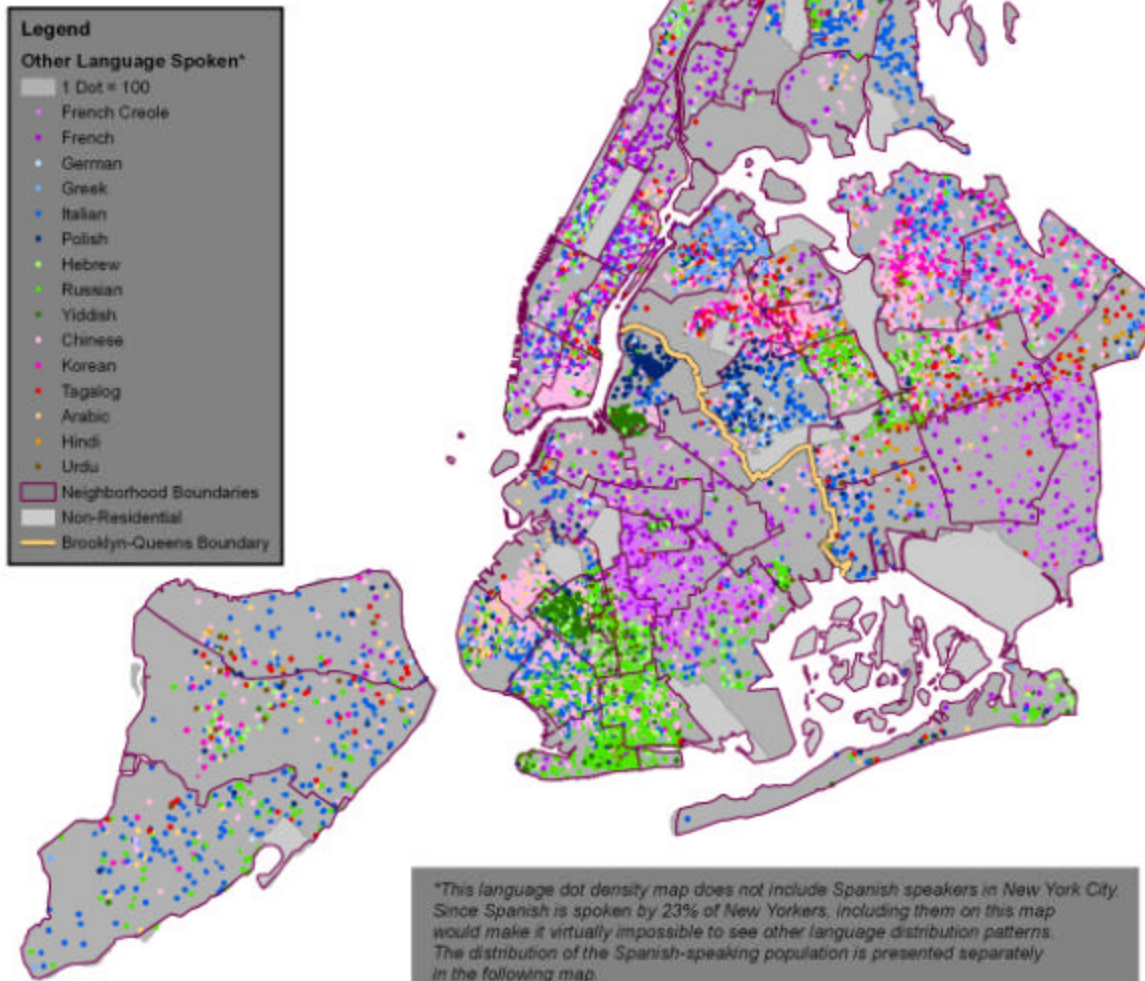 Legend
Other Language Spoken*
1 Dot = 100
French Creole
French
German
Greek
Italian
Polish
Hebrew
Russian
Yiddish
Chinese
Korean
Tagalog
Arabic
Hindi
Urdu
Neighborhood Boundaries
Non-Residential
Brooklyn-Queens Boundary
*This language dot density map does not include Spanish speakers in New York City.
Since Spanish is spoken by 23% of New Yorkers, including them on this map
would make it virtually impossible to see other language distribution patterns.
The distribution of the Spanish-speaking population is presented separately
in the following map.